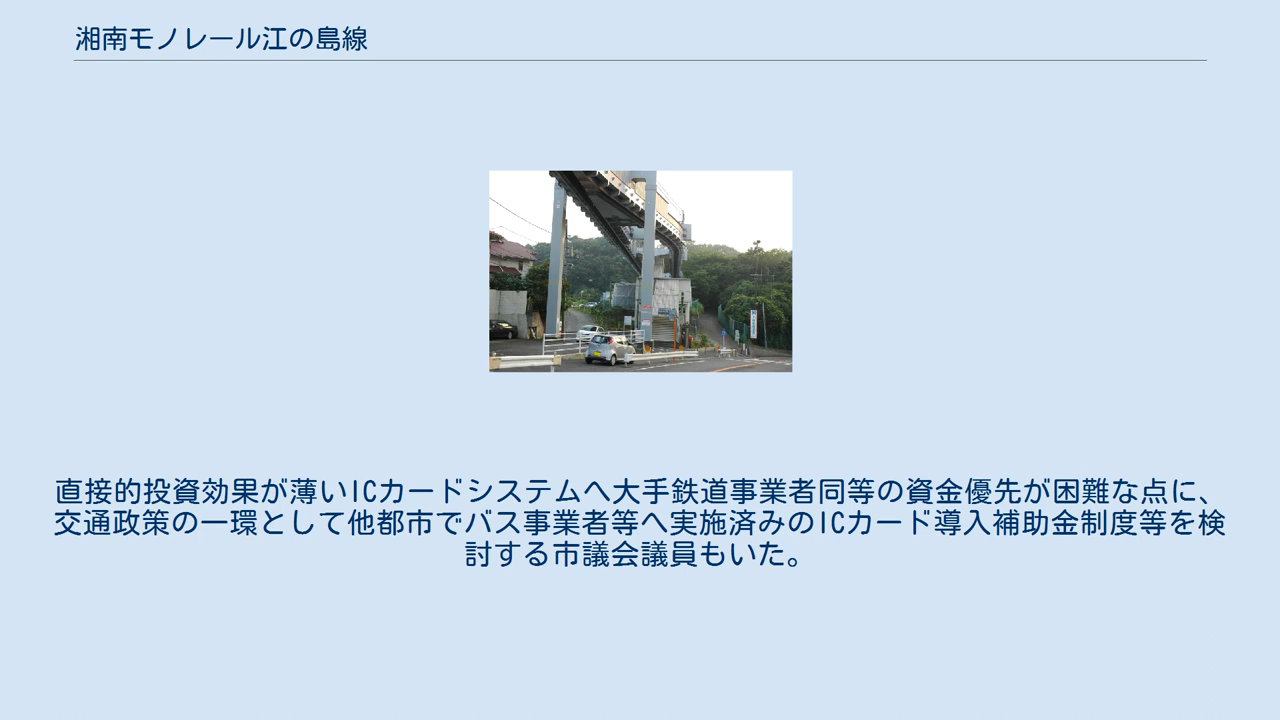 湘南モノレール江の島線
直接的投資効果が薄いICカードシステムへ大手鉄道事業者同等の資金優先が困難な点に、
交通政策の一環として他都市でバス事業者等へ実施済みのICカード導入補助金制度等を検
討する市議会議員もいた。